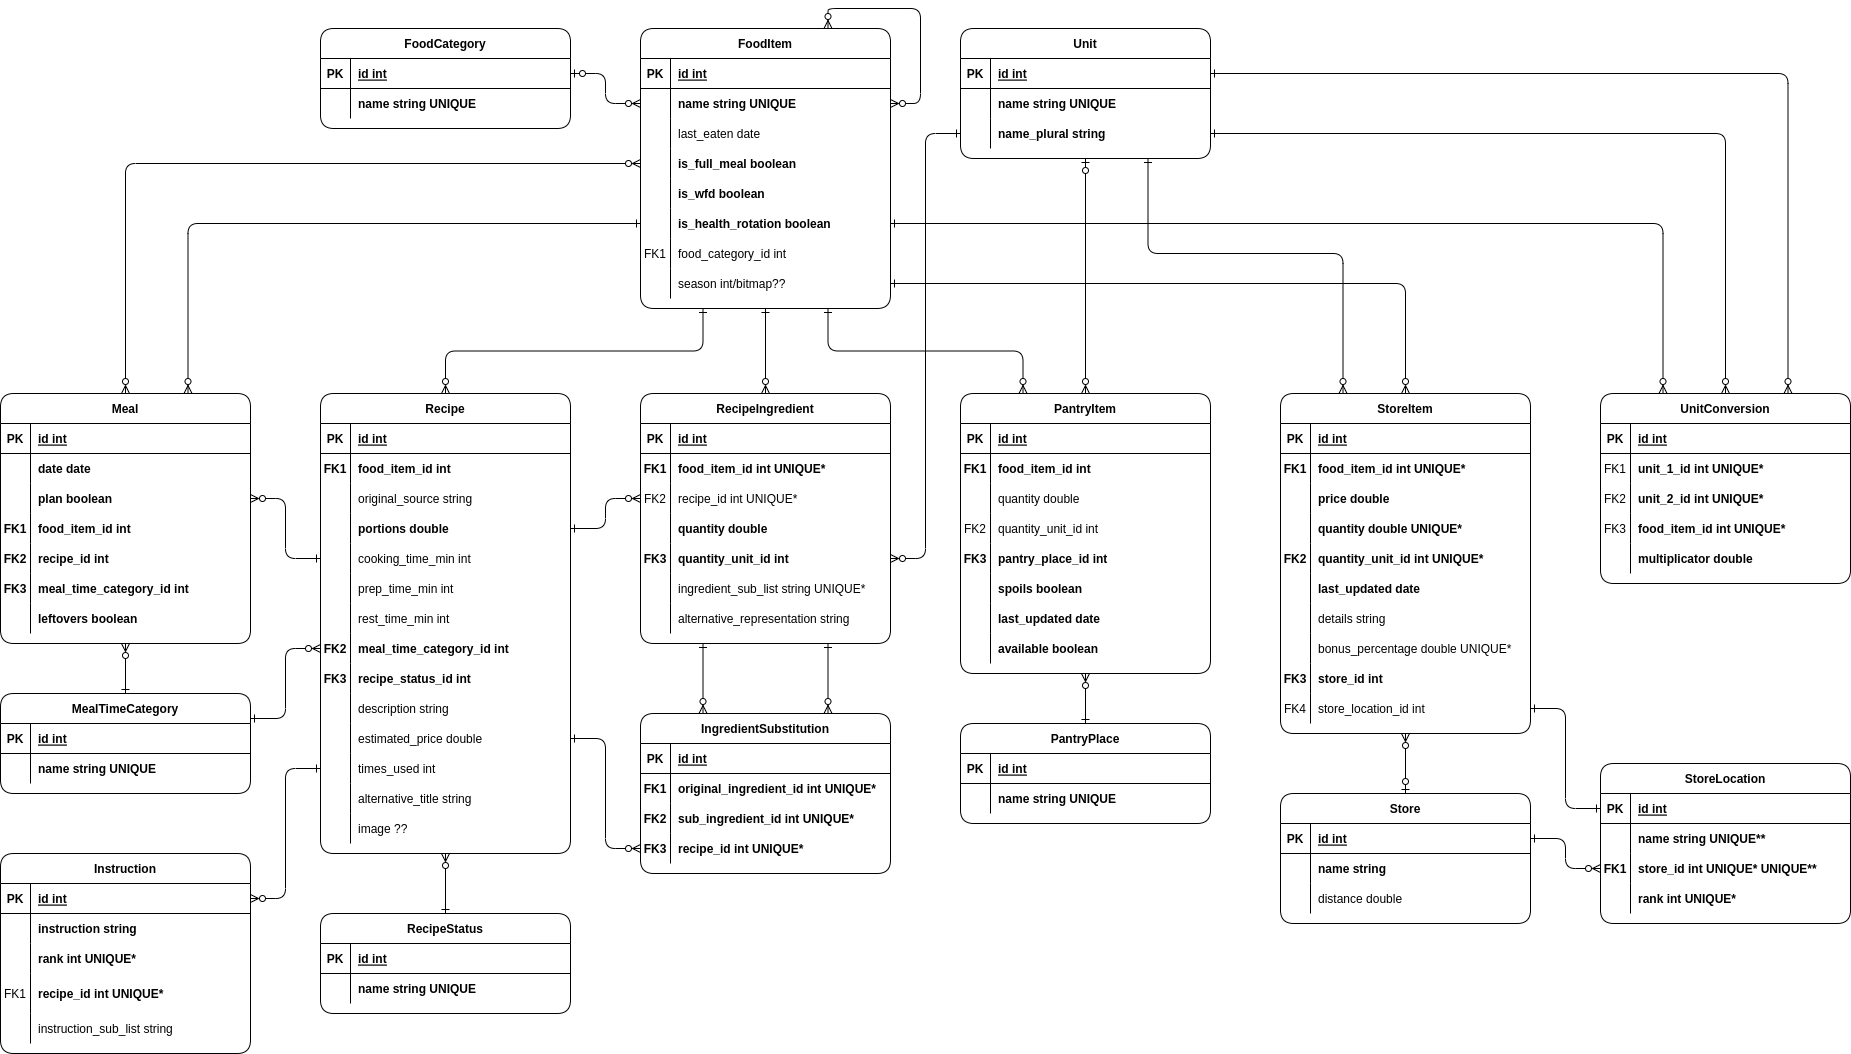 FoodCategory
PK id int
name string UNIQUE
FoodItem
PK id int
name string UNIQUE
last_eaten date
is_full_meal boolean
is_wfd boolean
is_health_rotation boolean
FK1 food_category_id int
season int/bitmap??
Unit
PK id int
name string UNIQUE
name_plural string
Meal
PK id int
date date
plan boolean
FK1 food_item_id int
FK2 recipe_id int
FK3 meal_time_category_id int
leftovers boolean
Recipe
PK id int
FK1 food_item_id int
original_source string
portions double
cooking_time_min int
prep_time_min int
rest_time_min int
FK2 meal_time_category_id int
FK3 recipe_status_id int
description string
estimated_price double
times_used int
alternative_title string
image ??
RecipeIngredient
PK id int
FK1 food_item_id int UNIQUE*
FK2 recipe_id int UNIQUE*
quantity double
FK3 quantity_unit_id int
ingredient_sub_list string UNIQUE*
alternative_representation string
PantryItem
PK id int
FK1 food_item_id int
quantity double
FK2 quantity_unit_id int
FK3 pantry_place_id int
spoils boolean
last_updated date
available boolean
StoreItem
PK id int
FK1 food_item_id int UNIQUE*
price double
quantity double UNIQUE*
FK2 quantity_unit_id int UNIQUE*
last_updated date
details string
bonus_percentage double UNIQUE*
FK3 store_id int
FK4 store_location_id int
UnitConversion
PK id int
FK1 unit_1_id int UNIQUE*
FK2 unit_2_id int UNIQUE*
FK3 food_item_id int UNIQUE*
multiplicator double
MealTimeCategory
PK id int
name string UNIQUE
IngredientSubstitution
PK id int
FK1 original_ingredient_id int UNIQUE*
FK2 sub_ingredient_id int UNIQUE*
FK3 recipe_id int UNIQUE*
PantryPlace
PK id int
name string UNIQUE
Store
PK id int
name string
distance double
StoreLocation
PK id int
name string UNIQUE**
FK1 store_id int UNIQUE* UNIQUE**
rank int UNIQUE*
Instruction
PK id int
instruction string
rank int UNIQUE*
FK1 recipe_id int UNIQUE*
instruction_sub_list string
RecipeStatus
PK id int
name string UNIQUE